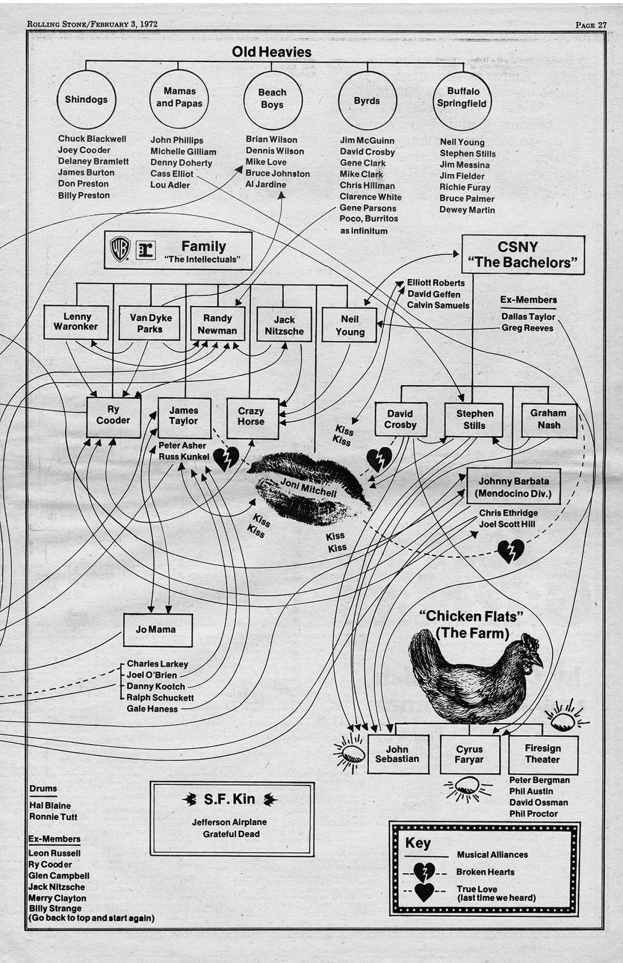 ROLLING STONE/FEBRUARY 3, 1972
PAGE 27
Old Heavies
Shindogs
Mamas
and Papas
Beach
Boys
Byrds
Buffalo
Springfield
Chuck Blackwell
Joey Cooder
Delaney Bramlett
James Burton
Don Preston
Billy Preston
John Phillips
Michelle Gilliam
Denny Doherty
Cass Elliot
Lou Adler
Brian Wilson
Dennis Wilson
Mike Love
Bruce Johnston
Al Jardine
Jim McGuinn
David Crosby
Gene Clark
Mike Clark
Chris Hillman
Clarence White
Gene Parsons
Poco, Burritos
as infinitum
Neil Young
Stephen Stills
Jim Messina
Jim Fielder
Richie Furay
Bruce Palmer
Dewey Martin
WB
r
Family
"The Intellectuals"
CSNY
"The Bachelors"
Elliott Roberts
David Geffen
Calvin Samuels
Ex-Members
Dallas Taylor
Greg Reeves
Lenny
Waronker
Van Dyke
Parks
Randy
Newman
Jack
Nitzsche
Neil
Young
Ry
Cooder
James
Taylor
Crazy
Horse
David
Crosby
Stephen
Stills
Graham
Nash
Peter Asher
Russ Kunkel
Kiss
Kiss
Joni Mitchell
Kiss
Kiss
Kiss
Kiss
Johnny Barbata
(Mendocino Div.)
Chris Ethridge
Joel Scott Hill
Jo Mama
Charles Larkey
Joel O'Brien
Danny Kootch
Ralph Schuckett
Gale Haness
"Chicken Flats"
(The Farm)
John
Sebastian
Cyrus
Faryar
Firesign
Theater
Peter Bergman
Phil Austin
David Ossman
Phil Proctor
Drums
Hal Blaine
Ronnie Tutt
Ex-Members
Leon Russell
Ry Cooder
Glen Campbell
Jack Nitzsche
Merry Clayton
Billy Strange
(Go back to top and start again)
S.F. Kin
Jefferson Airplane
Grateful Dead
Key
Musical Alliances
Broken Hearts
True Love
(last time we heard)